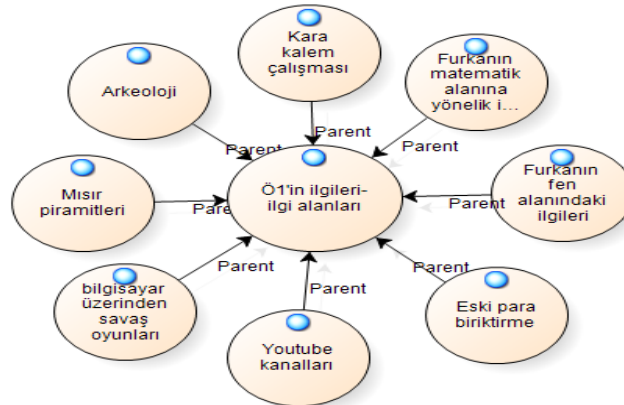 Kara
kalem
çalışması
Furkanın
matematik
alanına
yönelik i...
Arkeoloji
Parent
Parent
Parent
Ö1'in ilgileri-
ilgi alanları
Furkanın
fen
alanındaki
ilgileri
Parent
Mısır
piramitleri
Parent
bilgisayar
üzerinden
savaş
oyunları
Parent
Youtube
kanalları
Parent
Eski para
biriktirme
Parent